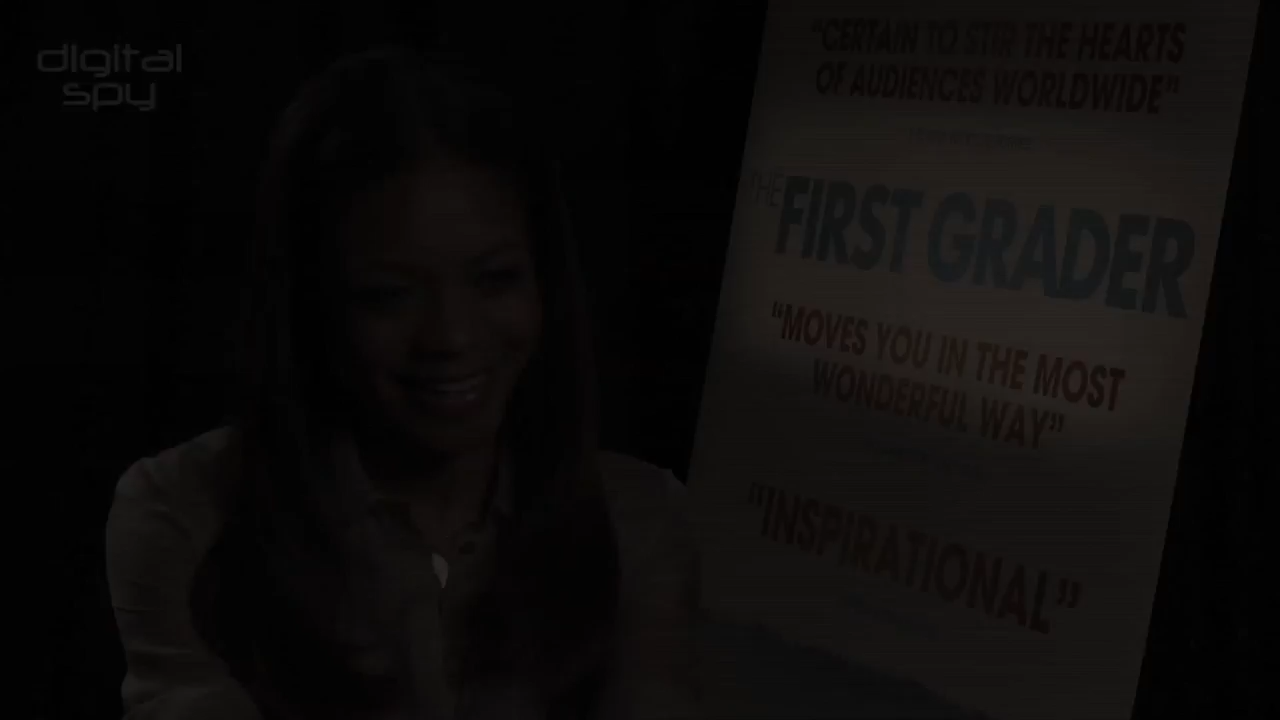 digital
spy
“CERTAIN TO STIR THE HEARTS
OF AUDIENCES WORLDWIDE”
THE
FIRST GRADER
“MOVES YOU IN THE MOST
WONDERFUL WAY”
“INSPIRATIONAL”